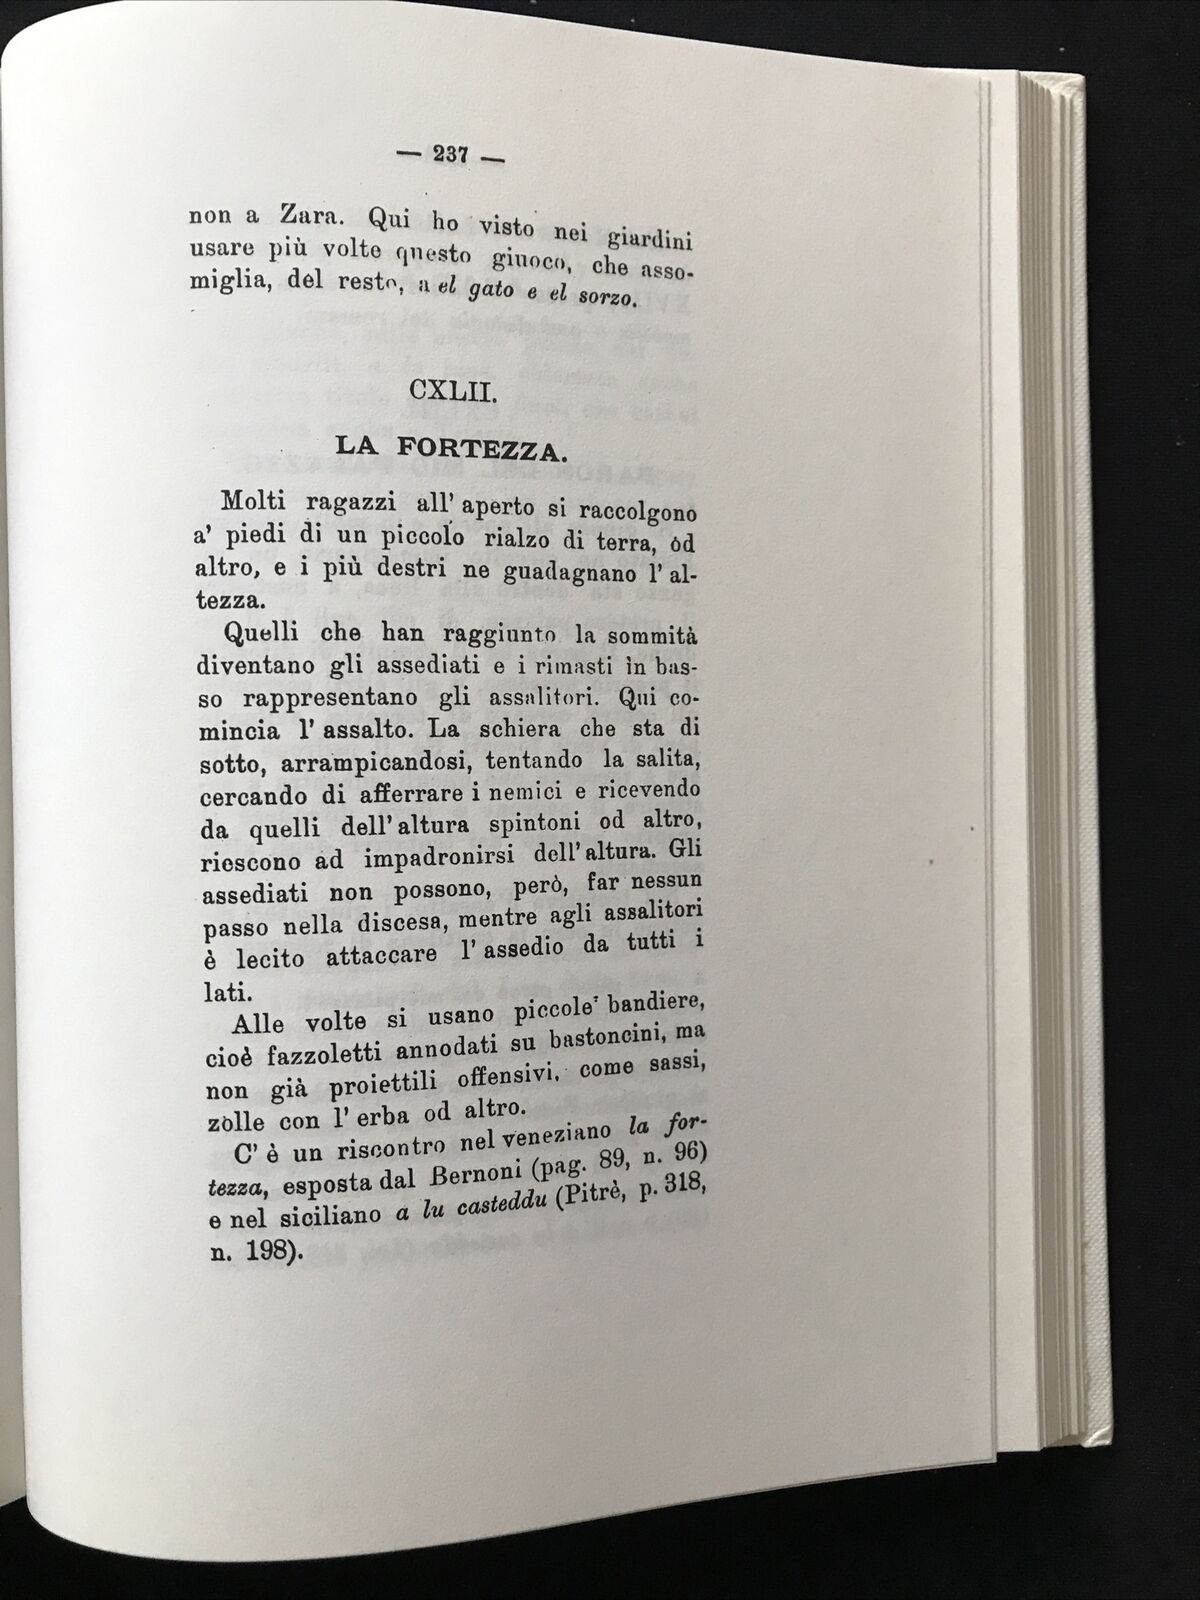 — 237 —
non a Zara. Qui ho visto nei giardini
usare più volte questo giuoco, che asso-
miglia, del resto, a el gato e el sorzo.
CXLII.
LA FORTEZZA.
Molti ragazzi all' aperto si raccolgono
a' piedi di un piccolo rialzo di terra, od
altro, e i più destri ne guadagnano l' al-
tezza.
Quelli che han raggiunto la sommità
diventano gli assediati e i rimasti in bas-
so rappresentano gli assalitori. Qui co-
mincia l' assalto. La schiera che sta di
sotto, arrampicandosi, tentando la salita,
cercando di afferrare i nemici e ricevendo
da quelli dell' altura spintoni od altro,
riescono ad impadronirsi dell' altura. Gli
assediati non possono, però, far nessun
passo nella discesa, mentre agli assalitori
è lecito attaccare l' assedio da tutti i
lati.
Alle volte si usano piccole bandiere,
cioè fazzoletti annodati su bastoncini, ma
non già proiettili offensivi, come sassi,
zolle con l' erba od altro.
C' è un riscontro nel veneziano la for-
tezza, esposta dal Bernoni (pag. 89, n. 96)
e nel siciliano a lu casteddu (Pitrè, p. 318,
n. 198).